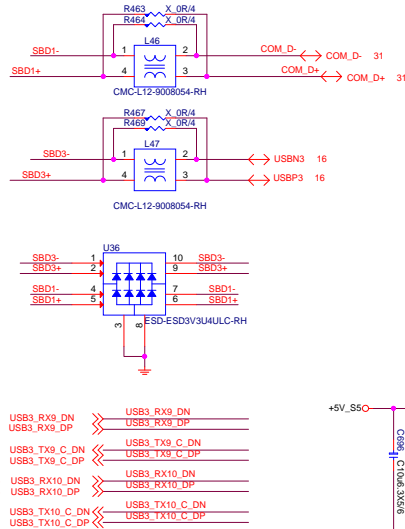 R463 X_0R/4
R464 X_0R/4
L46
SBD1- 1 2 COM_D- COM_D- 31
SBD1+ 4 3 COM_D+ COM_D+ 31
CMC-L12-9008054-RH
R467 X_0R/4
R469 X_0R/4
L47
SBD3- 1 2 USBN3 16
SBD3+ 4 3 USBP3 16
CMC-L12-9008054-RH
U36
SBD3- 1 10 SBD3-
SBD3+ 2 9 SBD3+
SBD1- 4 7 SBD1-
SBD1+ 5 6 SBD1+
ESD-ESD3V3U4ULC-RH
3 8
+5V_S5
C696 C10u6.3X5/6
USB3_RX9_DN USB3_RX9_DN
USB3_RX9_DP USB3_RX9_DP
USB3_TX9_C_DN USB3_TX9_C_DN
USB3_TX9_C_DP USB3_TX9_C_DP
USB3_RX10_DN USB3_RX10_DN
USB3_RX10_DP USB3_RX10_DP
USB3_TX10_C_DN USB3_TX10_C_DN
USB3_TX10_C_DP USB3_TX10_C_DP